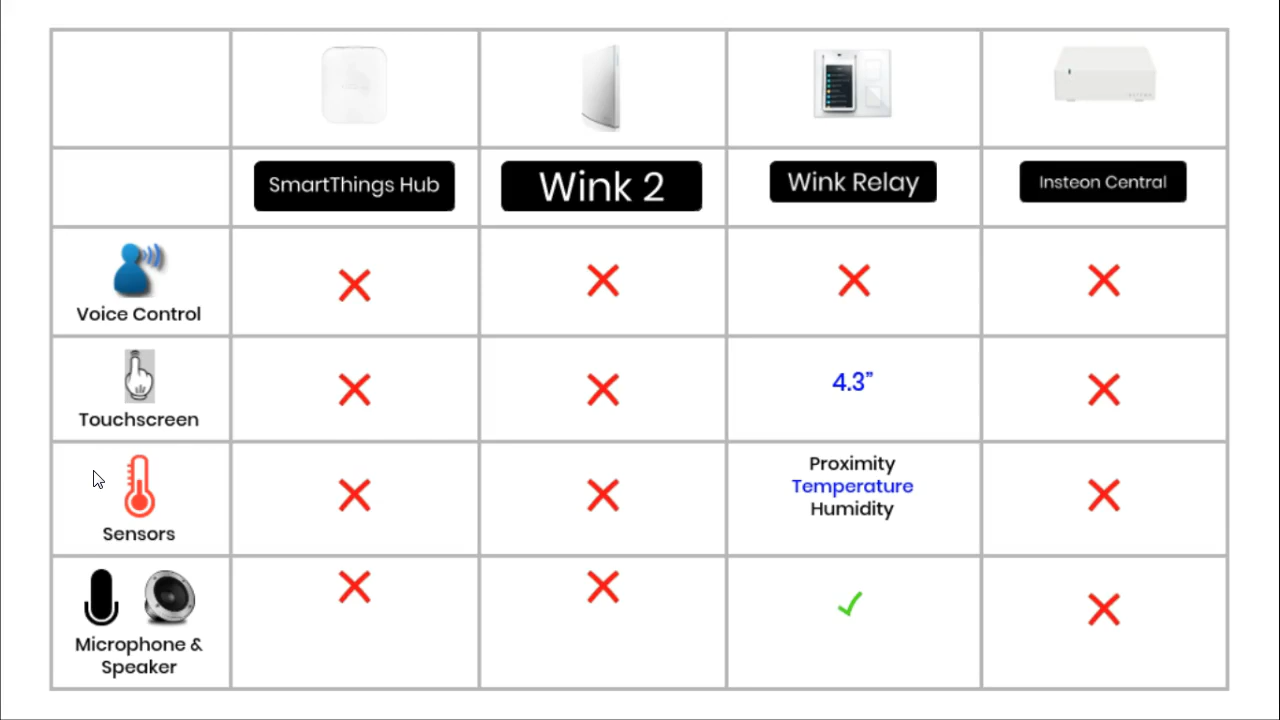 SmartThings Hub
Wink 2
Wink Relay
Insteon Central
Voice Control
Touchscreen
4.3”
Sensors
Proximity
Temperature
Humidity
Microphone &
Speaker